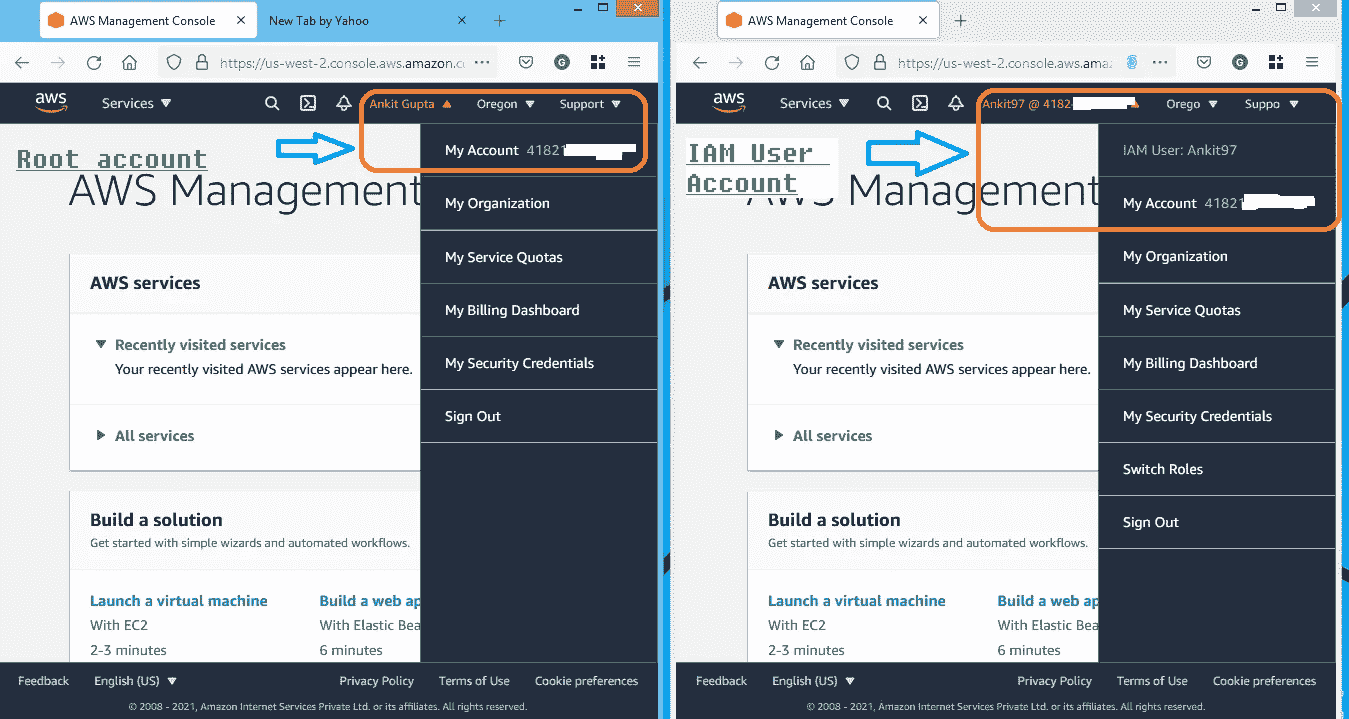 AWS Management Console
New Tab by Yahoo
https://us-west-2.console.aws.amazon.c
aws Services Ankit Gupta Oregon Support
Root account
My Account 41821
AWS Management
My Organization
My Service Quotas
My Billing Dashboard
My Security Credentials
Sign Out
AWS services
Recently visited services
Your recently visited AWS services appear here.
All services
Build a solution
Get started with simple wizards and automated workflows.
Launch a virtual machine
With EC2
2-3 minutes
Build a web ap
With Elastic Bea
6 minutes
Feedback English (US) Privacy Policy Terms of Use Cookie preferences
© 2008 - 2021, Amazon Internet Services Private Ltd. or its affiliates. All rights reserved.
AWS Management Console
https://us-west-2.console.aws.ama
aws Services Ankit97 @ 4182- Orego Suppo
IAM User
Account
IAM User: Ankit97
My Account 41821
AWS Management
My Organization
My Service Quotas
My Billing Dashboard
My Security Credentials
Switch Roles
Sign Out
AWS services
Recently visited services
Your recently visited AWS services appear here.
All services
Build a solution
Get started with simple wizards and automated workflows.
Launch a virtual machine
With EC2
2-3 minutes
Build a web ap
With Elastic Bea
6 minutes
Feedback English (US) Privacy Policy Terms of Use Cookie preferences
© 2008 - 2021, Amazon Internet Services Private Ltd. or its affiliates. All rights reserved.